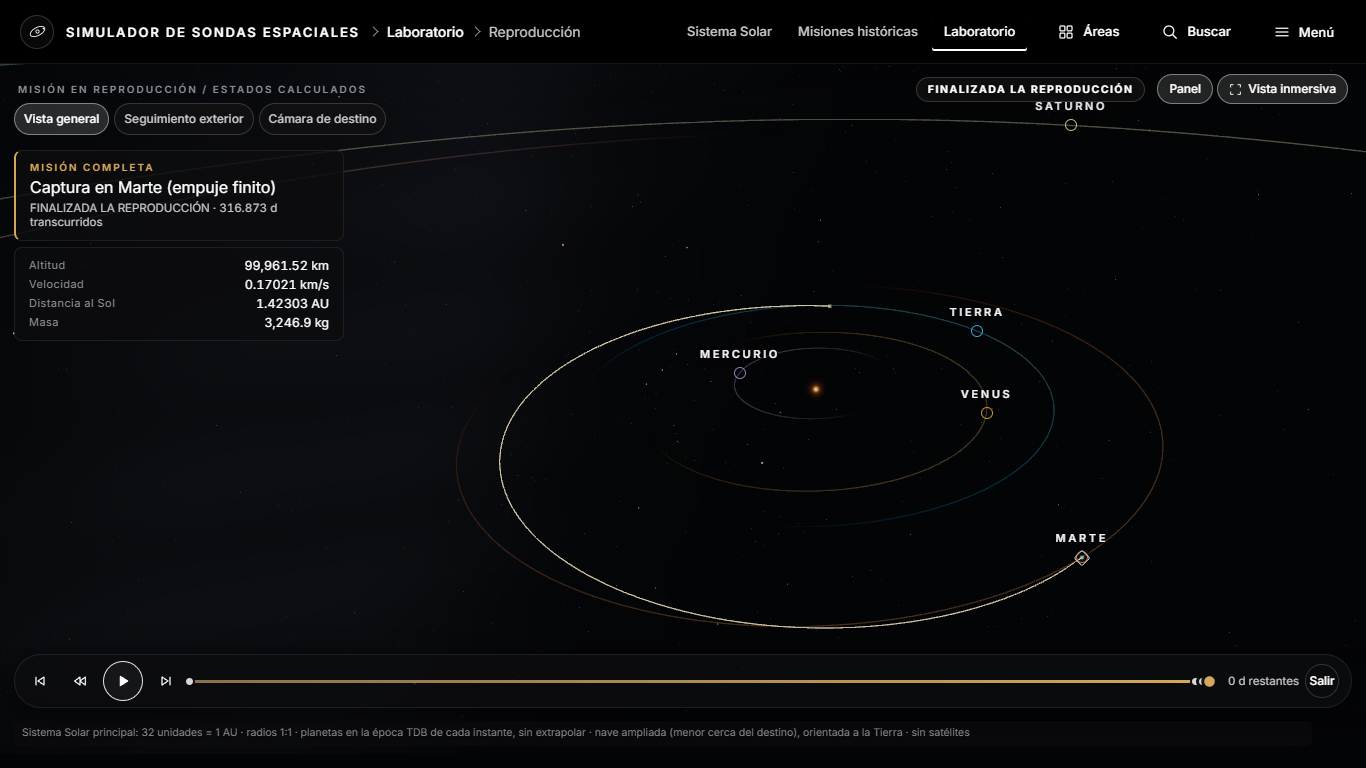 SIMULADOR DE SONDAS ESPACIALES > Laboratorio > Reproducción
Sistema Solar Misiones históricas Laboratorio Áreas Buscar Menú
MISIÓN EN REPRODUCCIÓN / ESTADOS CALCULADOS
Vista general Seguimiento exterior Cámara de destino
FINALIZADA LA REPRODUCCIÓN Panel Vista inmersiva
SATURNO
MISIÓN COMPLETA
Captura en Marte (empuje finito)
FINALIZADA LA REPRODUCCIÓN · 316.873 d
transcurridos
Altitud 99,961.52 km
Velocidad 0.17021 km/s
Distancia al Sol 1.42303 AU
Masa 3,246.9 kg
TIERRA
MERCURIO
VENUS
MARTE
0 d restantes Salir
Sistema Solar principal: 32 unidades = 1 AU · radios 1:1 · planetas en la época TDB de cada instante, sin extrapolar · nave ampliada (menor cerca del destino), orientada a la Tierra · sin satélites